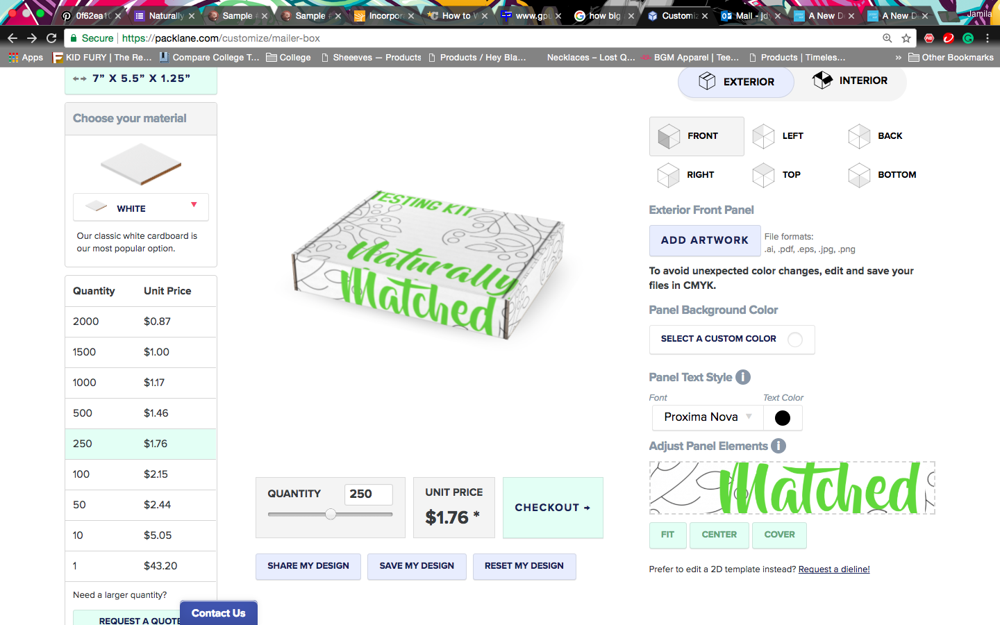 0f62ea10
Naturally
Sample #
Sample #
Incorpor
How to W
www.gpu
how big
Customiz
Mail - jdy
A New De
A New De
Jamila
Secure https://packlane.com/customize/mailer-box
Apps KID FURY | The Re... Compare College T... College Sheeeves — Products Products / Hey Bla... Necklaces – Lost Q... BGM Apparel | Tee... Products | Timeles... » Other Bookmarks
7” X 5.5” X 1.25”
Choose your material
WHITE
Our classic white cardboard is
our most popular option.
Quantity Unit Price
2000 $0.87
1500 $1.00
1000 $1.17
500 $1.46
250 $1.76
100 $2.15
50 $2.44
10 $5.05
1 $43.20
Need a larger quantity?
REQUEST A QUOTE
Contact Us
TESTING KIT
Naturally
Matched
QUANTITY 250
UNIT PRICE
$1.76 *
CHECKOUT →
SHARE MY DESIGN SAVE MY DESIGN RESET MY DESIGN
EXTERIOR INTERIOR
FRONT LEFT BACK
RIGHT TOP BOTTOM
Exterior Front Panel
ADD ARTWORK
File formats:
.ai, .pdf, .eps, .jpg, .png
To avoid unexpected color changes, edit and save your
files in CMYK.
Panel Background Color
SELECT A CUSTOM COLOR
Panel Text Style i
Font Text Color
Proxima Nova
Adjust Panel Elements i
Matched
FIT CENTER COVER
Prefer to edit a 2D template instead? Request a dieline!